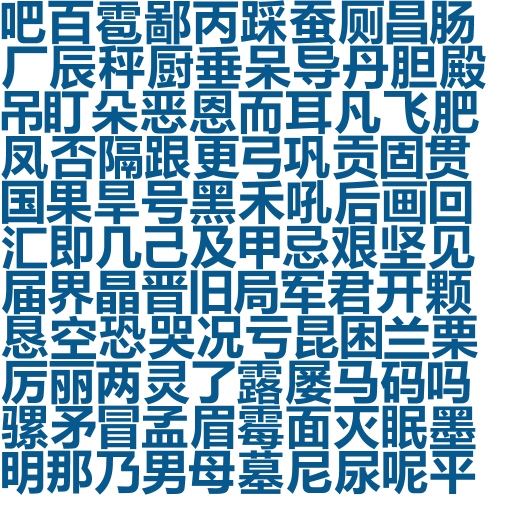 吧百雹鄙丙踩蚕厕昌肠
厂辰秤厨垂呆导丹胆殿
吊盯朵恶恩而耳凡飞肥
凤否隔跟更弓巩贡固贯
国果旱号黑禾吼后画回
汇即几己及甲忌艰坚见
届界晶晋旧局军君开颗
恳空恐哭况亏昆困兰栗
厉丽两灵了露屡马码吗
骡矛冒孟眉霉面灭眠墨
明那乃男母墓尼尿呢平